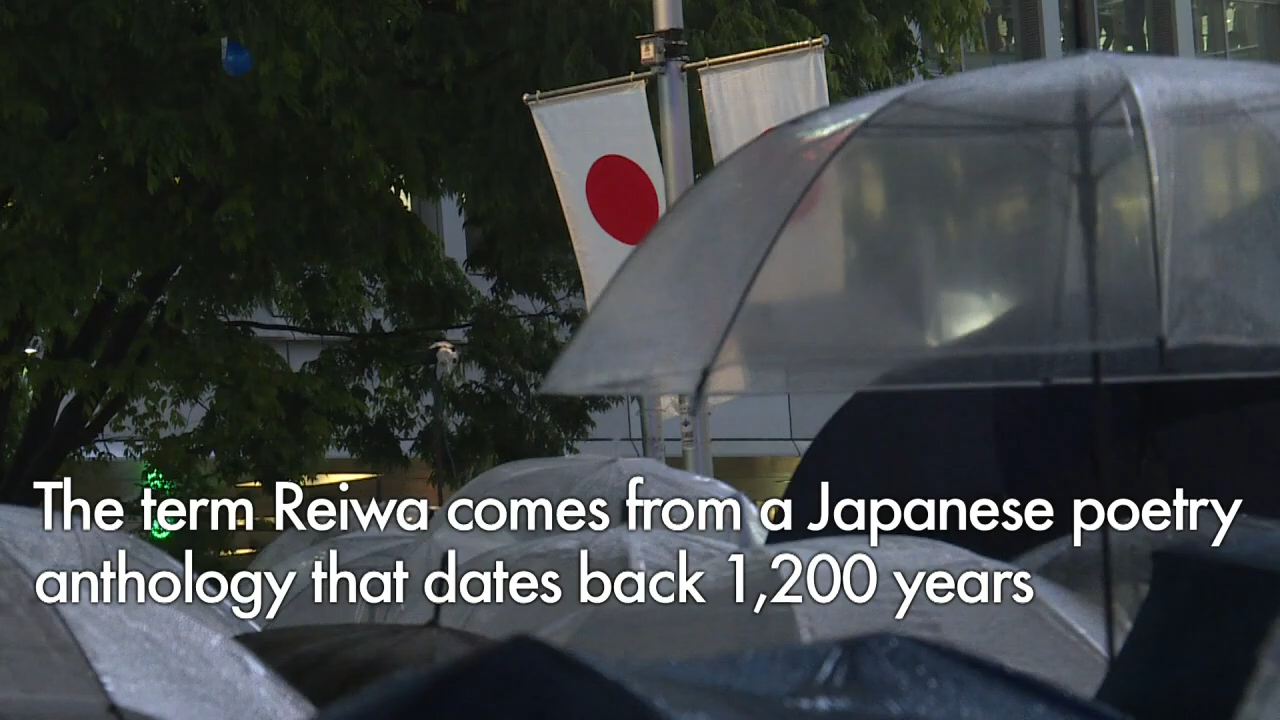 The term Reiwa comes from a Japanese poetry
anthology that dates back 1,200 years